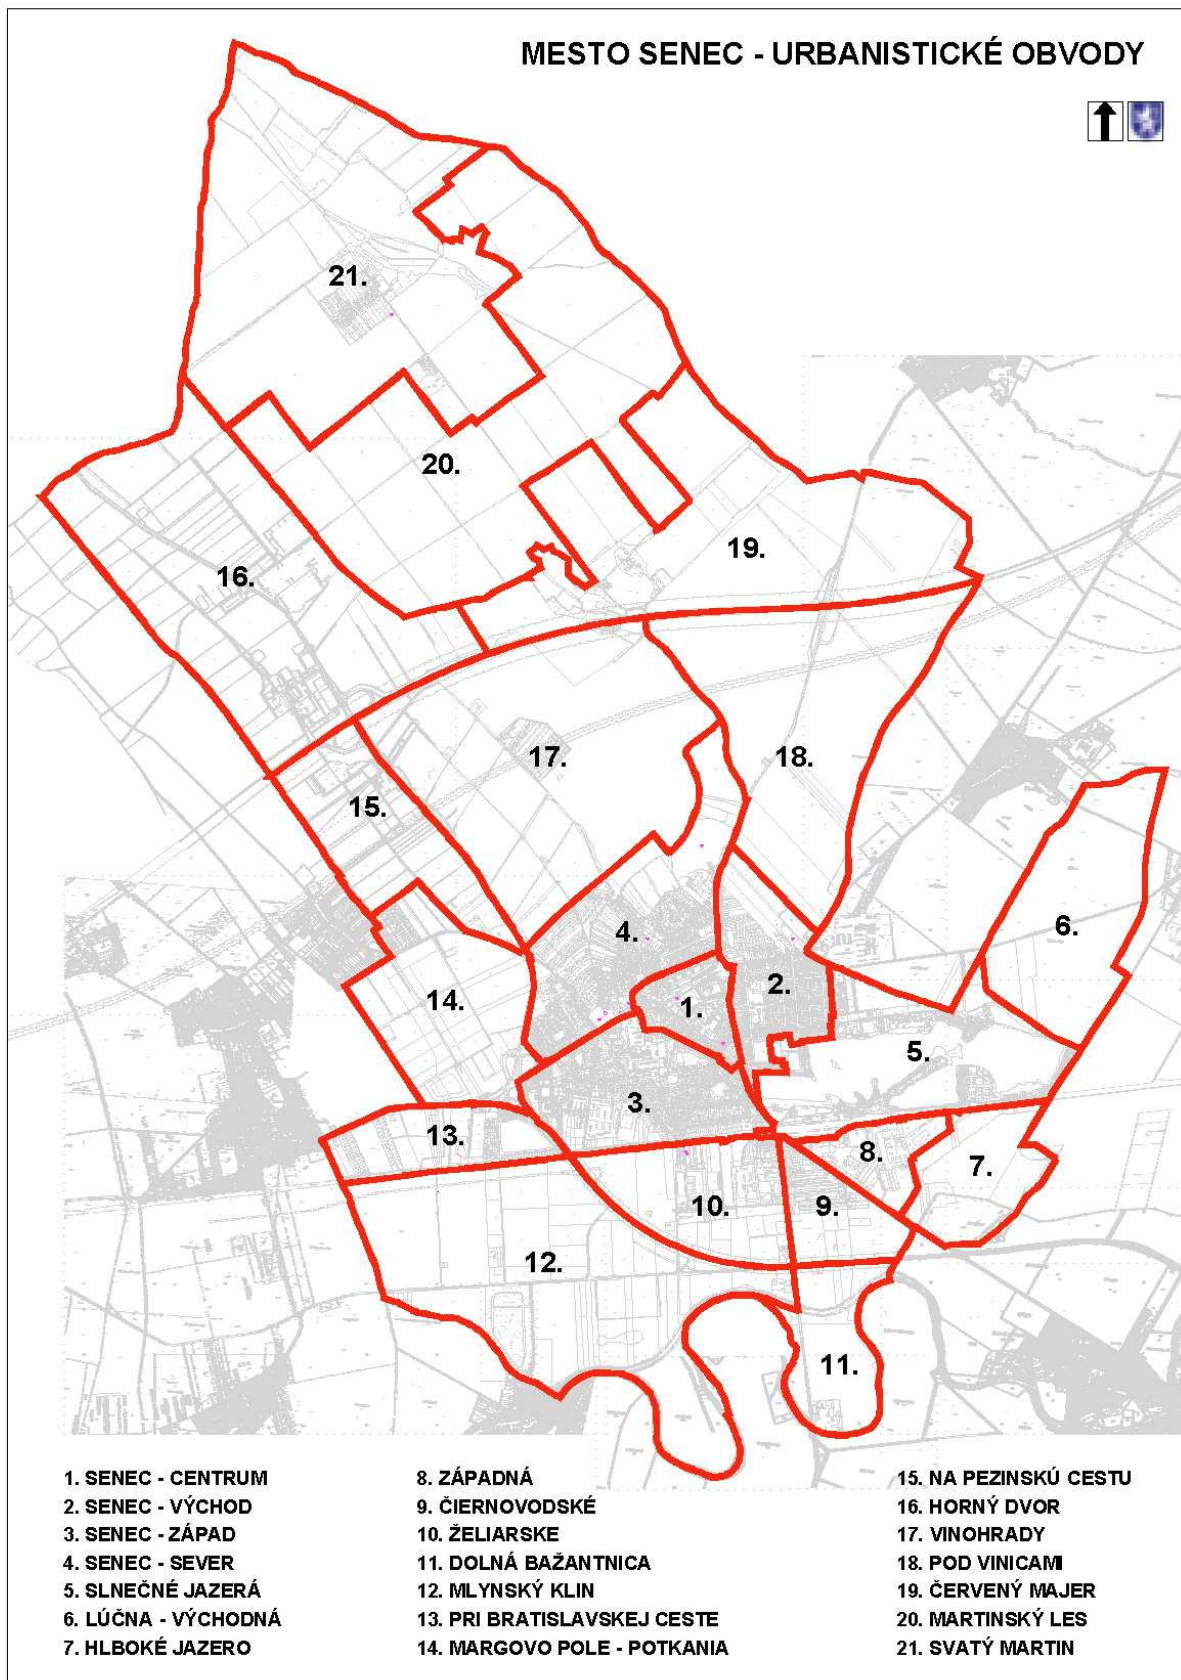 MESTO SENEC - URBANISTICKÉ OBVODY
21.
20.
19.
16.
17.
18.
15.
6.
4.
2.
14.
1.
5.
3.
13.
8.
7.
10.
9.
12.
11.
1. SENEC - CENTRUM
2. SENEC - VÝCHOD
3. SENEC - ZÁPAD
4. SENEC - SEVER
5. SLNEČNÉ JAZERÁ
6. LÚČNA - VÝCHODNÁ
7. HLBOKÉ JAZERO
8. ZÁPADNÁ
9. ČIERNOVODSKÉ
10. ŽELIARSKE
11. DOLNÁ BAŽANTNICA
12. MLYNSKÝ KLIN
13. PRI BRATISLAVSKEJ CESTE
14. MARGOVO POLE - POTKANIA
15. NA PEZINSKÚ CESTU
16. HORNÝ DVOR
17. VINOHRADY
18. POD VINICAMI
19. ČERVENÝ MAJER
20. MARTINSKÝ LES
21. SVATÝ MARTIN